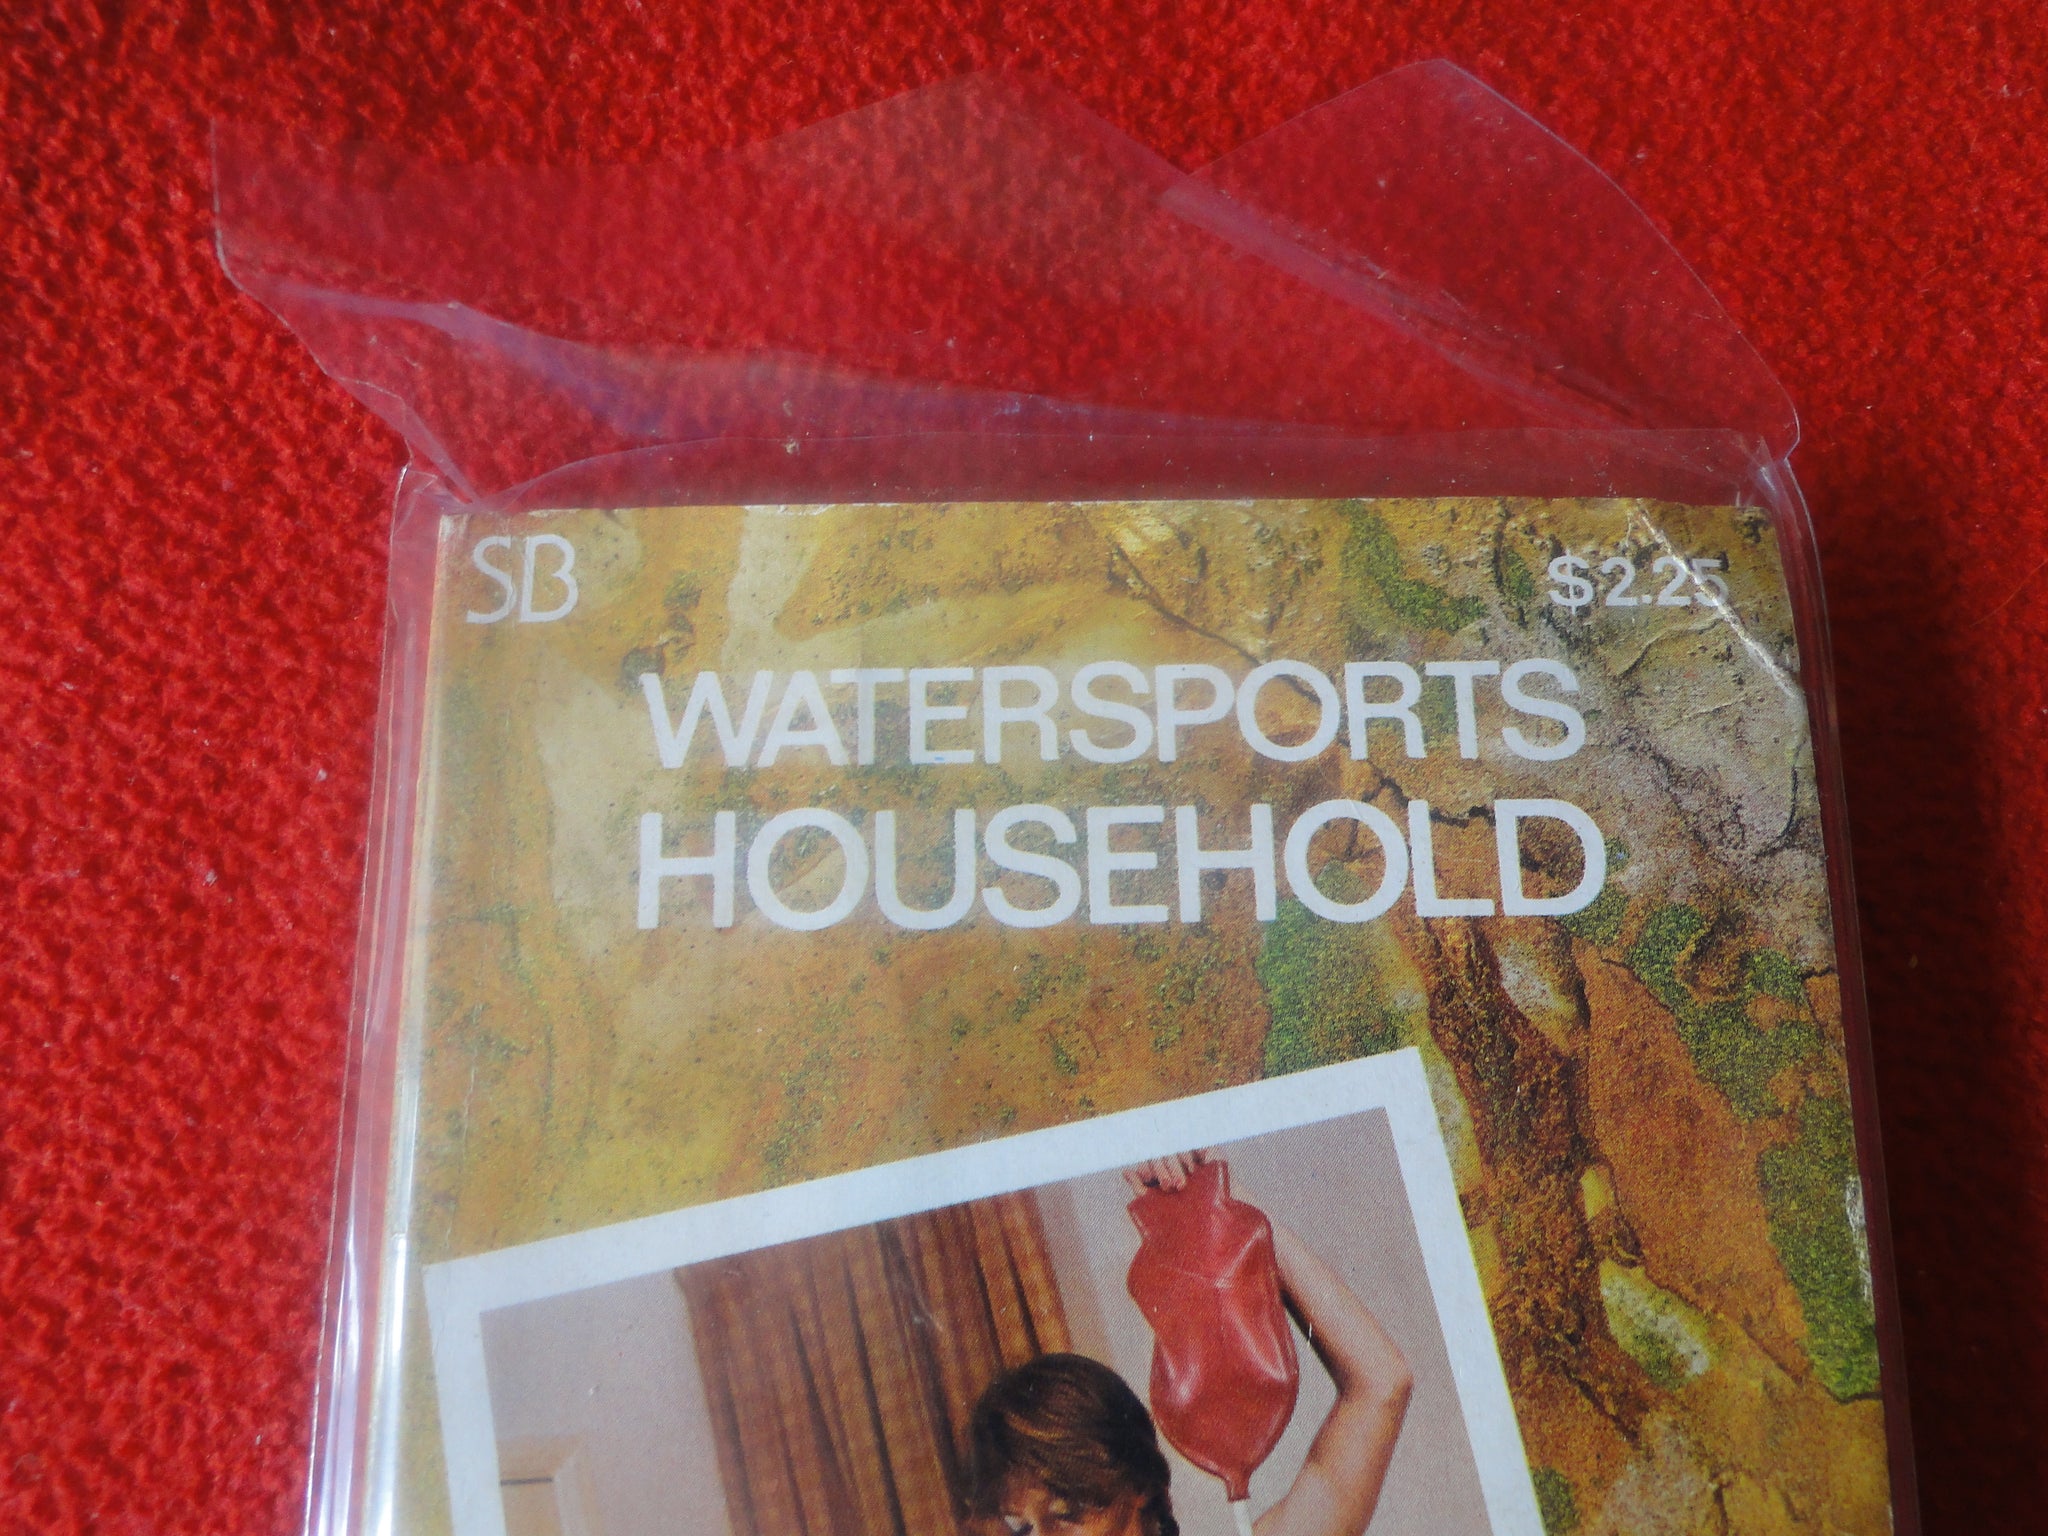 SB
$2.25
WATERSPORTS
HOUSEHOLD